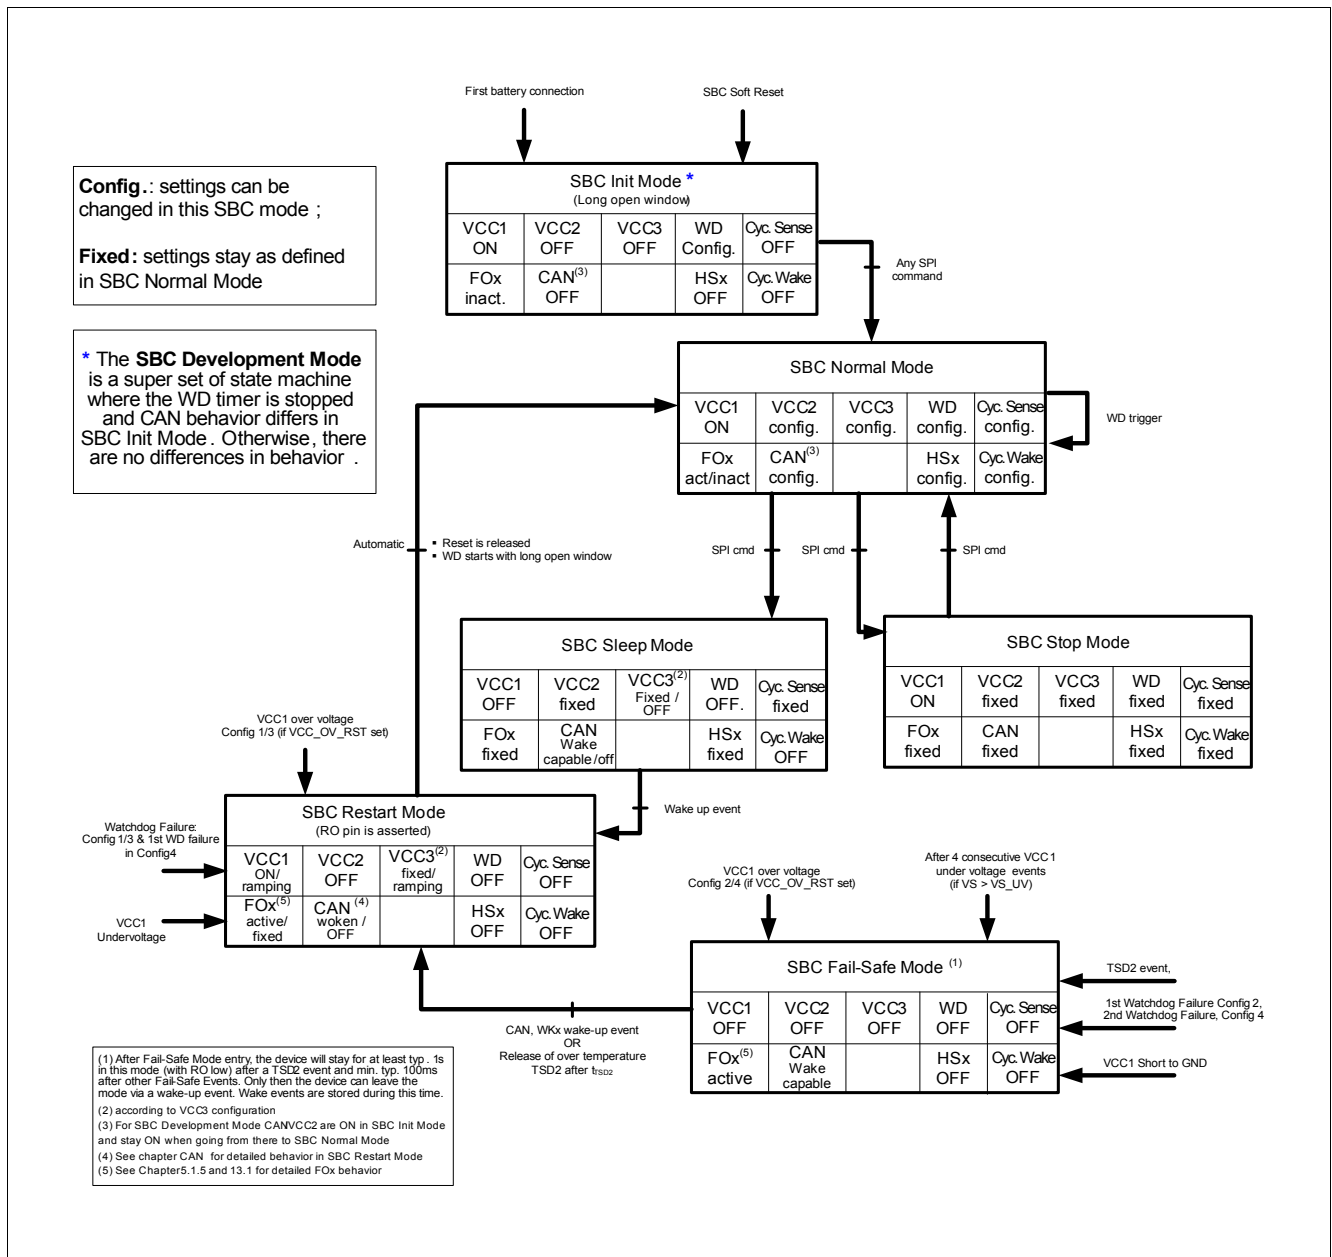 First battery connection
SBC Soft Reset
Config.: settings can be
changed in this SBC mode ;
Fixed: settings stay as defined
in SBC Normal Mode
* The SBC Development Mode
is a super set of state machine
where the WD timer is stopped
and CAN behavior differs in
SBC Init Mode . Otherwise , there
are no differences in behavior .
SBC Init Mode *
(Long open window)
VCC1 ON
VCC2 OFF
VCC3 OFF
WD Config.
Cyc. Sense OFF
FOx inact.
CAN(3) OFF
HSx OFF
Cyc. Wake OFF
Any SPI
command
SBC Normal Mode
VCC1 ON
VCC2 config.
VCC3 config.
WD config.
Cyc. Sense config.
FOx act/inact
CAN(3) config.
HSx config.
Cyc. Wake config.
WD trigger
Automatic
▪ Reset is released
▪ WD starts with long open window
SPI cmd
SPI cmd
SPI cmd
SBC Sleep Mode
VCC1 OFF
VCC2 fixed
VCC3(2) Fixed / OFF
WD OFF.
Cyc. Sense fixed
FOx fixed
CAN Wake capable /off
HSx fixed
Cyc. Wake OFF
SBC Stop Mode
VCC1 ON
VCC2 fixed
VCC3 fixed
WD fixed
Cyc. Sense fixed
FOx fixed
CAN fixed
HSx fixed
Cyc. Wake fixed
VCC1 over voltage
Config 1/3 (if VCC_OV_RST set)
Wake up event
Watchdog Failure:
Config 1/3 & 1st WD failure
in Config4
VCC1
Undervoltage
SBC Restart Mode
(RO pin is asserted)
VCC1 ON/ ramping
VCC2 OFF
VCC3(2) fixed/ ramping
WD OFF
Cyc. Sense OFF
FOx(5) active/ fixed
CAN (4) woken / OFF
HSx OFF
Cyc. Wake OFF
VCC1 over voltage
Config 2/4 (if VCC_OV_RST set)
After 4 consecutive VCC1
under voltage events
(if VS > VS_UV)
SBC Fail-Safe Mode (1)
VCC1 OFF
VCC2 OFF
VCC3 OFF
WD OFF
Cyc. Sense OFF
FOx(5) active
CAN Wake capable
HSx OFF
Cyc. Wake OFF
TSD2 event,
1st Watchdog Failure Config 2,
2nd Watchdog Failure, Config 4
VCC1 Short to GND
CAN, WKx wake-up event
OR
Release of over temperature
TSD2 after tTSD2
(1) After Fail-Safe Mode entry, the device will stay for at least typ . 1s
in this mode (with RO low) after a TSD2 event and min. typ. 100ms
after other Fail-Safe Events. Only then the device can leave the
mode via a wake-up event. Wake events are stored during this time.
(2) according to VCC3 configuration
(3) For SBC Development Mode CAN/VCC2 are ON in SBC Init Mode
and stay ON when going from there to SBC Normal Mode
(4) See chapter CAN for detailed behavior in SBC Restart Mode
(5) See Chapter5.1.5 and 13.1 for detailed FOx behavior